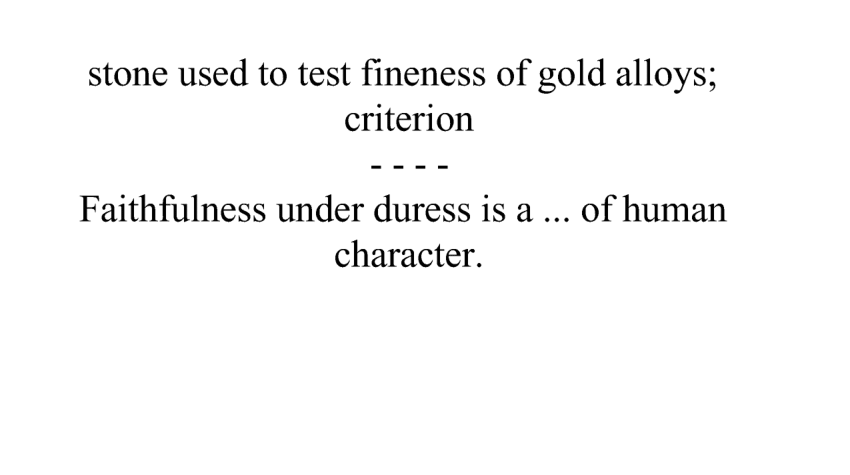 stone used to test fineness of gold alloys;
criterion
- - - -
Faithfulness under duress is a ... of human
character.